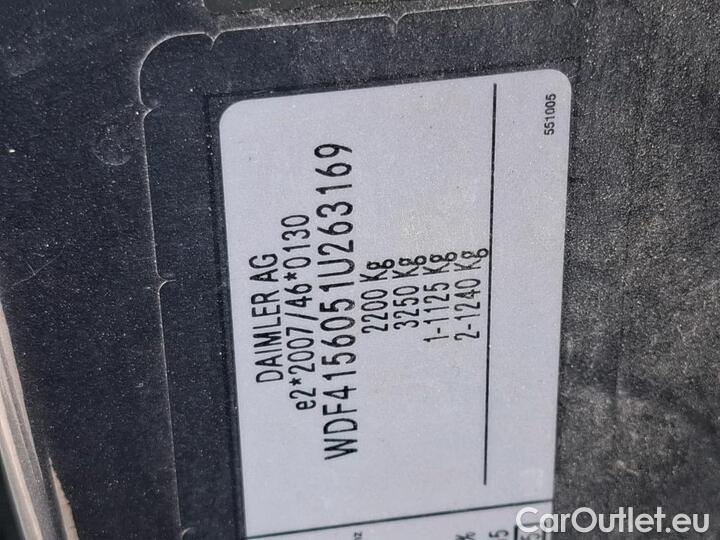 DAIMLER AG
e2*2007/46*0130
WDF4156051U263169
2200 Kg
3250 Kg
1-1125 Kg
2-1240 Kg
551005
%
CarOutlet.eu